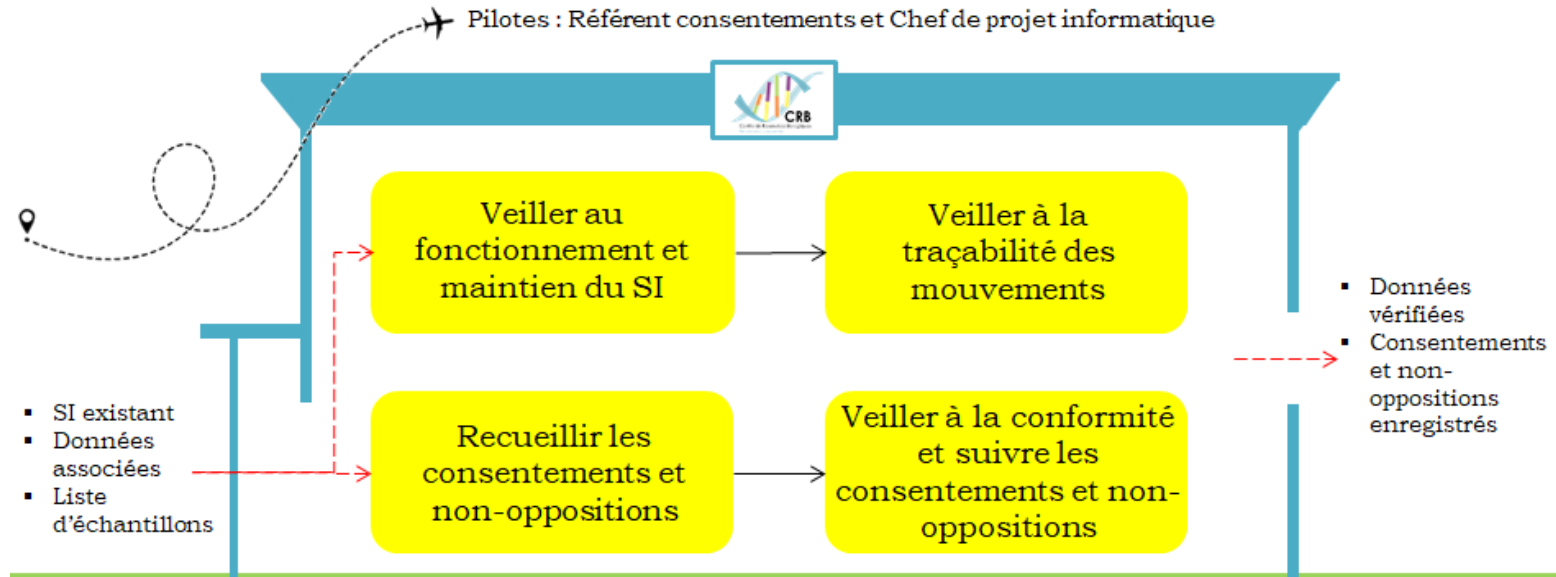 Pilotes : Référent consentements et Chef de projet informatique
CRB
Veiller au
fonctionnement et
maintien du SI
Veiller à la
traçabilité des
mouvements
▪ SI existant
▪ Données
associées
▪ Liste
d’échantillons
Recueillir les
consentements et
non-oppositions
Veiller à la conformité
et suivre les
consentements et non-
oppositions
▪ Données
vérifiées
▪ Consentements
et non-
oppositions
enregistrés